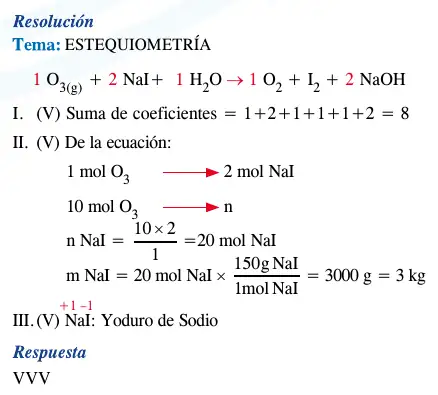 Resolución
Tema: ESTEQUIOMETRÍA
1 O₃(g) + 2 NaI+ 1 H₂O → 1 O₂ + I₂ + 2 NaOH
I. (V) Suma de coeficientes = 1+2+1+1+1+2 = 8
II. (V) De la ecuación:
1 mol O₃ → 2 mol NaI
10 mol O₃ → n
n NaI = 10 × 2 / 1 =20 mol NaI
m NaI = 20 mol NaI × 150g NaI / 1mol NaI = 3000 g = 3 kg
+1 –1
III. (V) NaI: Yoduro de Sodio
Respuesta
VVV